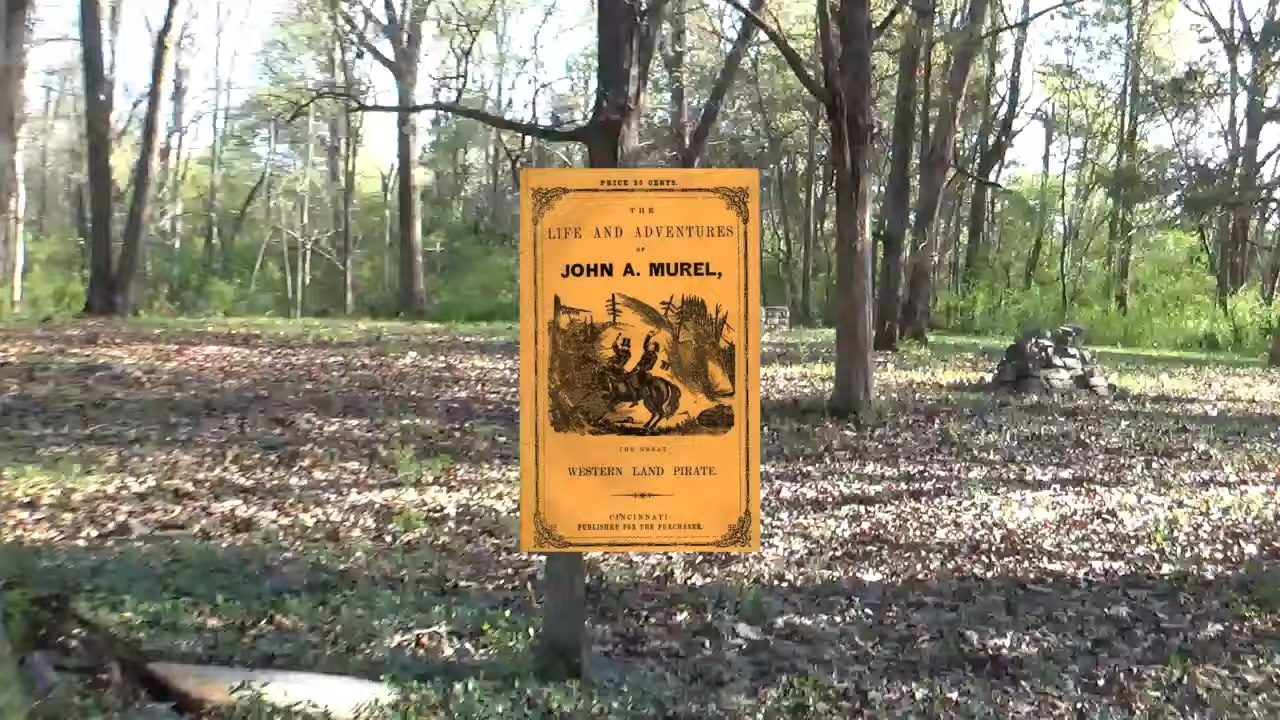 PRICE 25 CENTS.
THE
LIFE AND ADVENTURES
OF
JOHN A. MUREL,
THE GREAT
WESTERN LAND PIRATE.
CINCINNATI:
PUBLISHED FOR THE PURCHASER.